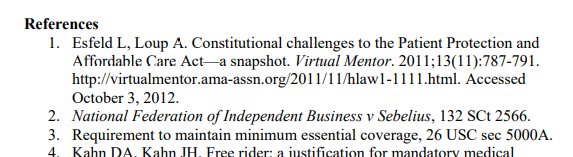 References
1. Esfeld L, Loup A. Constitutional challenges to the Patient Protection and
Affordable Care Act—a snapshot. Virtual Mentor. 2011;13(11):787-791.
http://virtualmentor.ama-assn.org/2011/11/hlaw1-1111.html. Accessed
October 3, 2012.
2. National Federation of Independent Business v Sebelius, 132 SCt 2566.
3. Requirement to maintain minimum essential coverage, 26 USC sec 5000A.
4. Kahn DA, Kahn JH. Free rider: a justification for mandatory medical